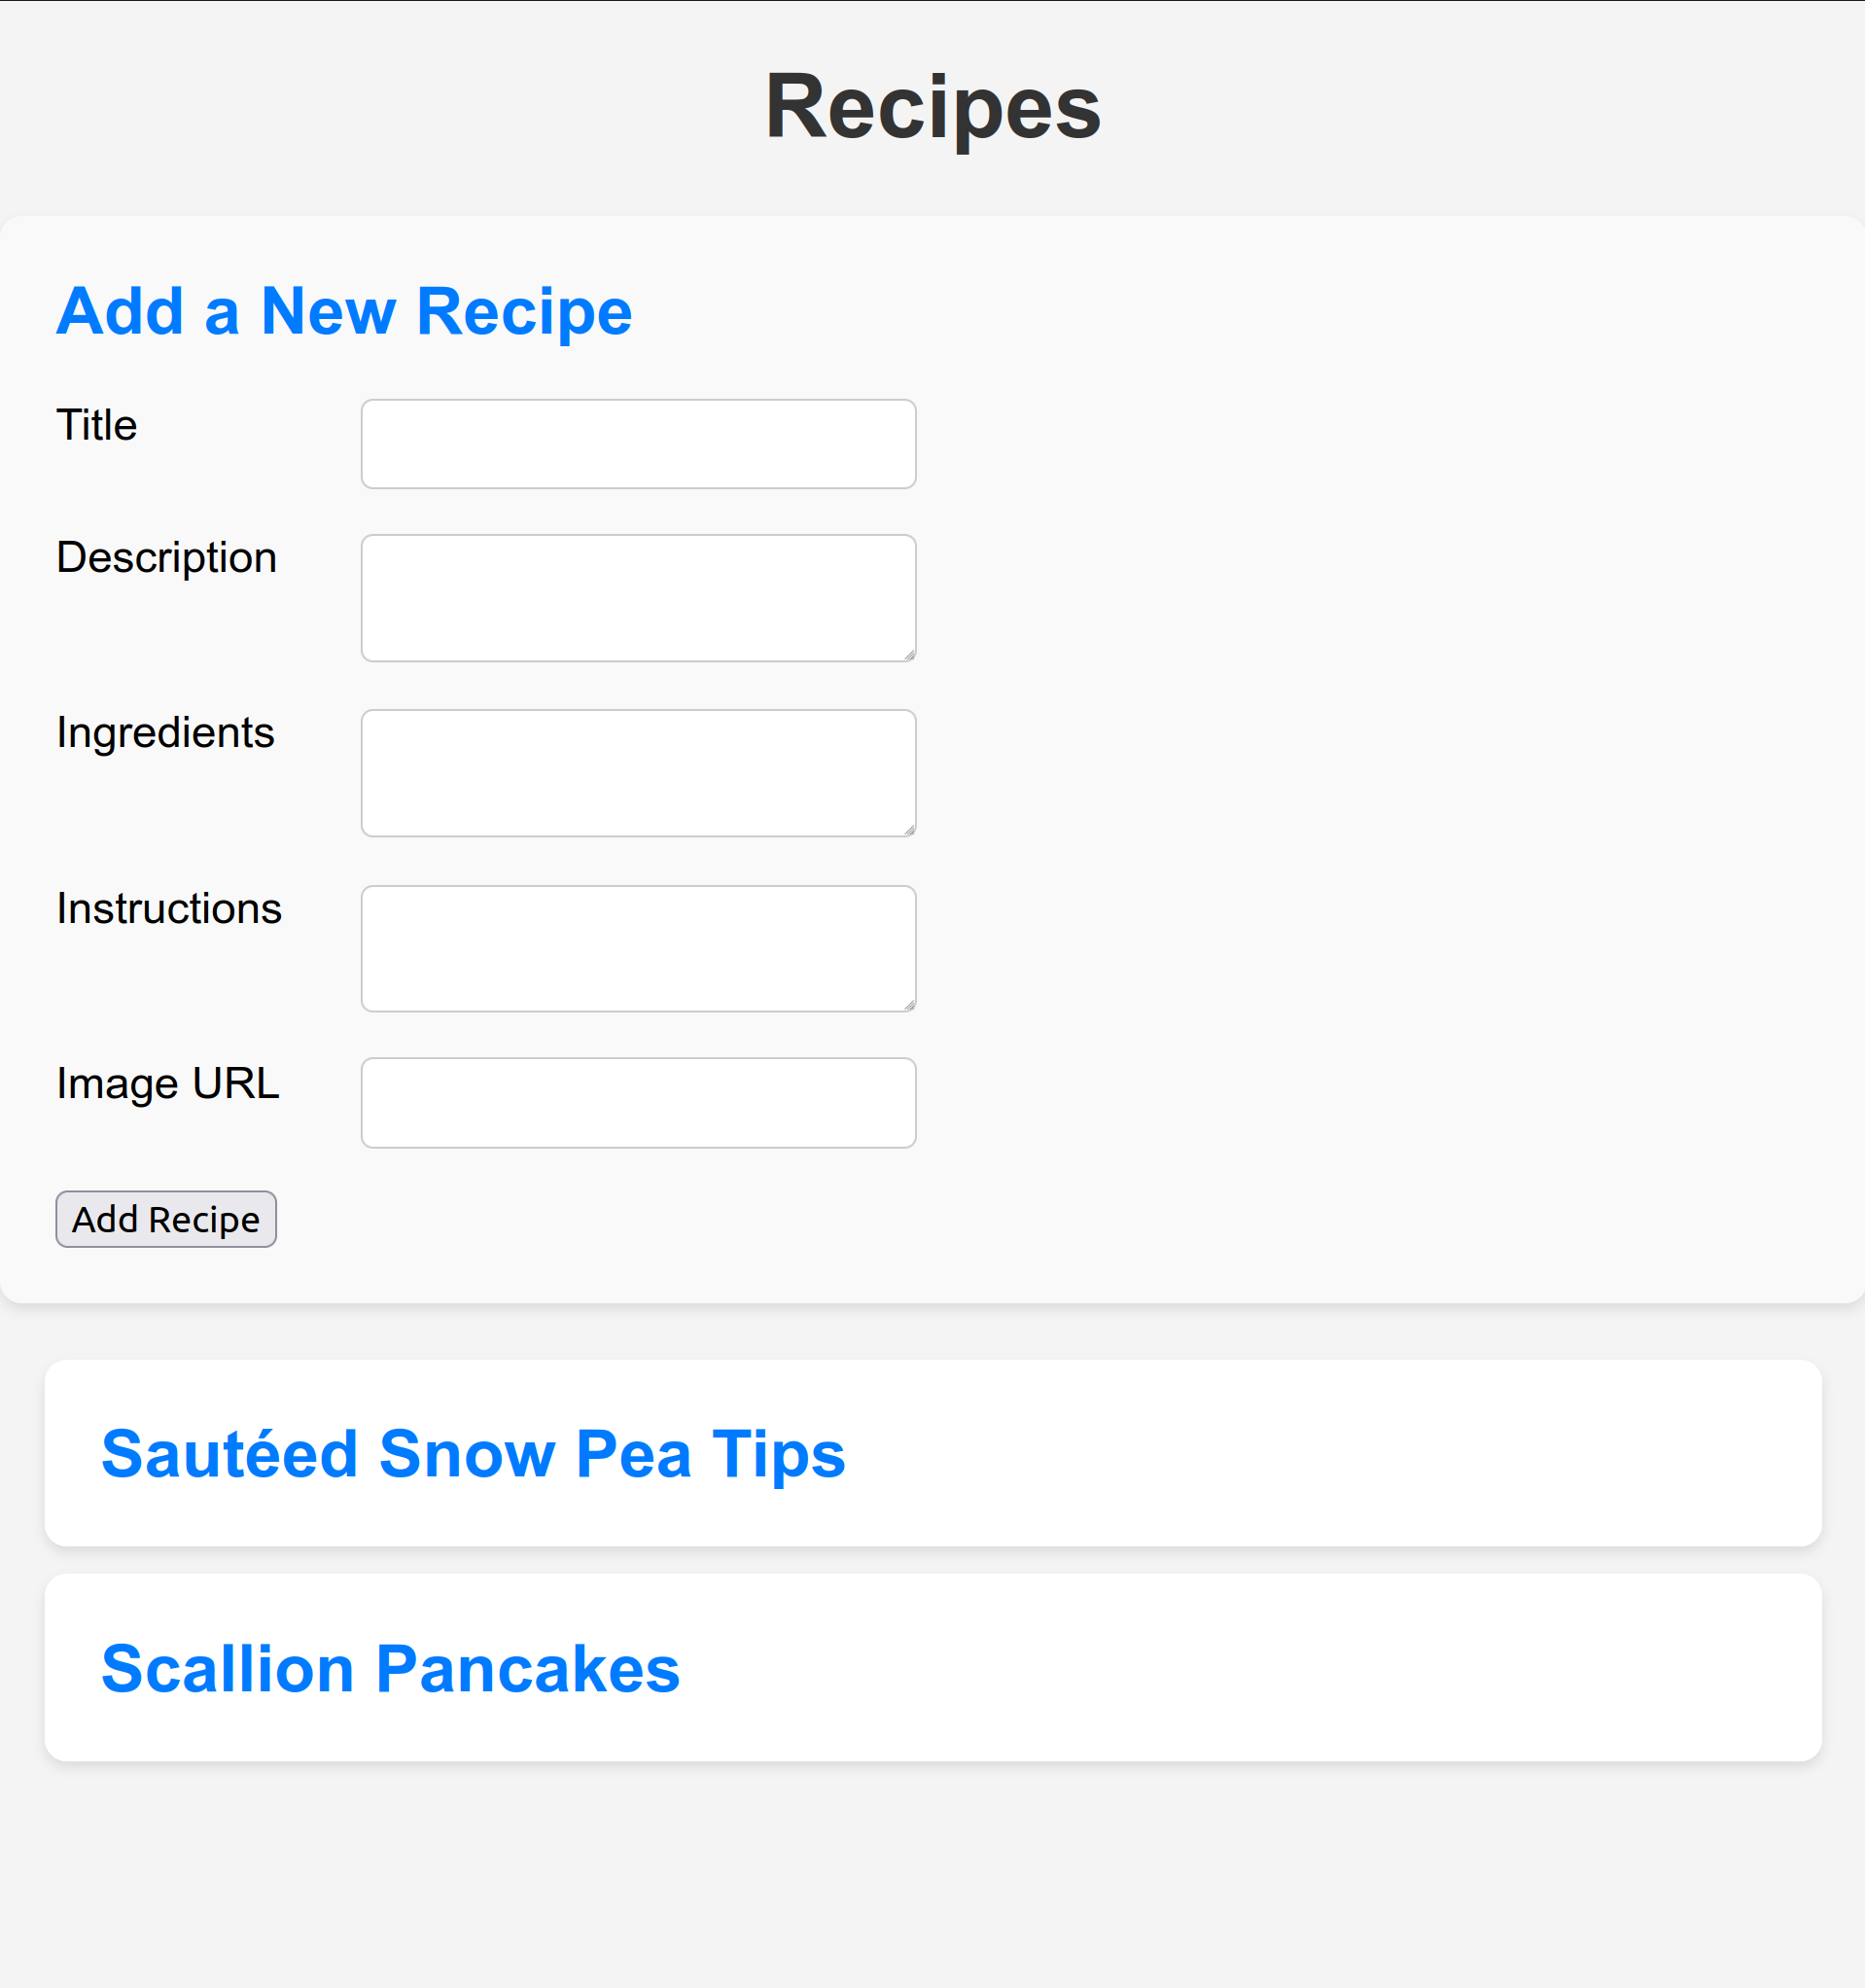 Recipes
Add a New Recipe
Title
Description
Ingredients
Instructions
Image URL
Add Recipe
Sautéed Snow Pea Tips
Scallion Pancakes